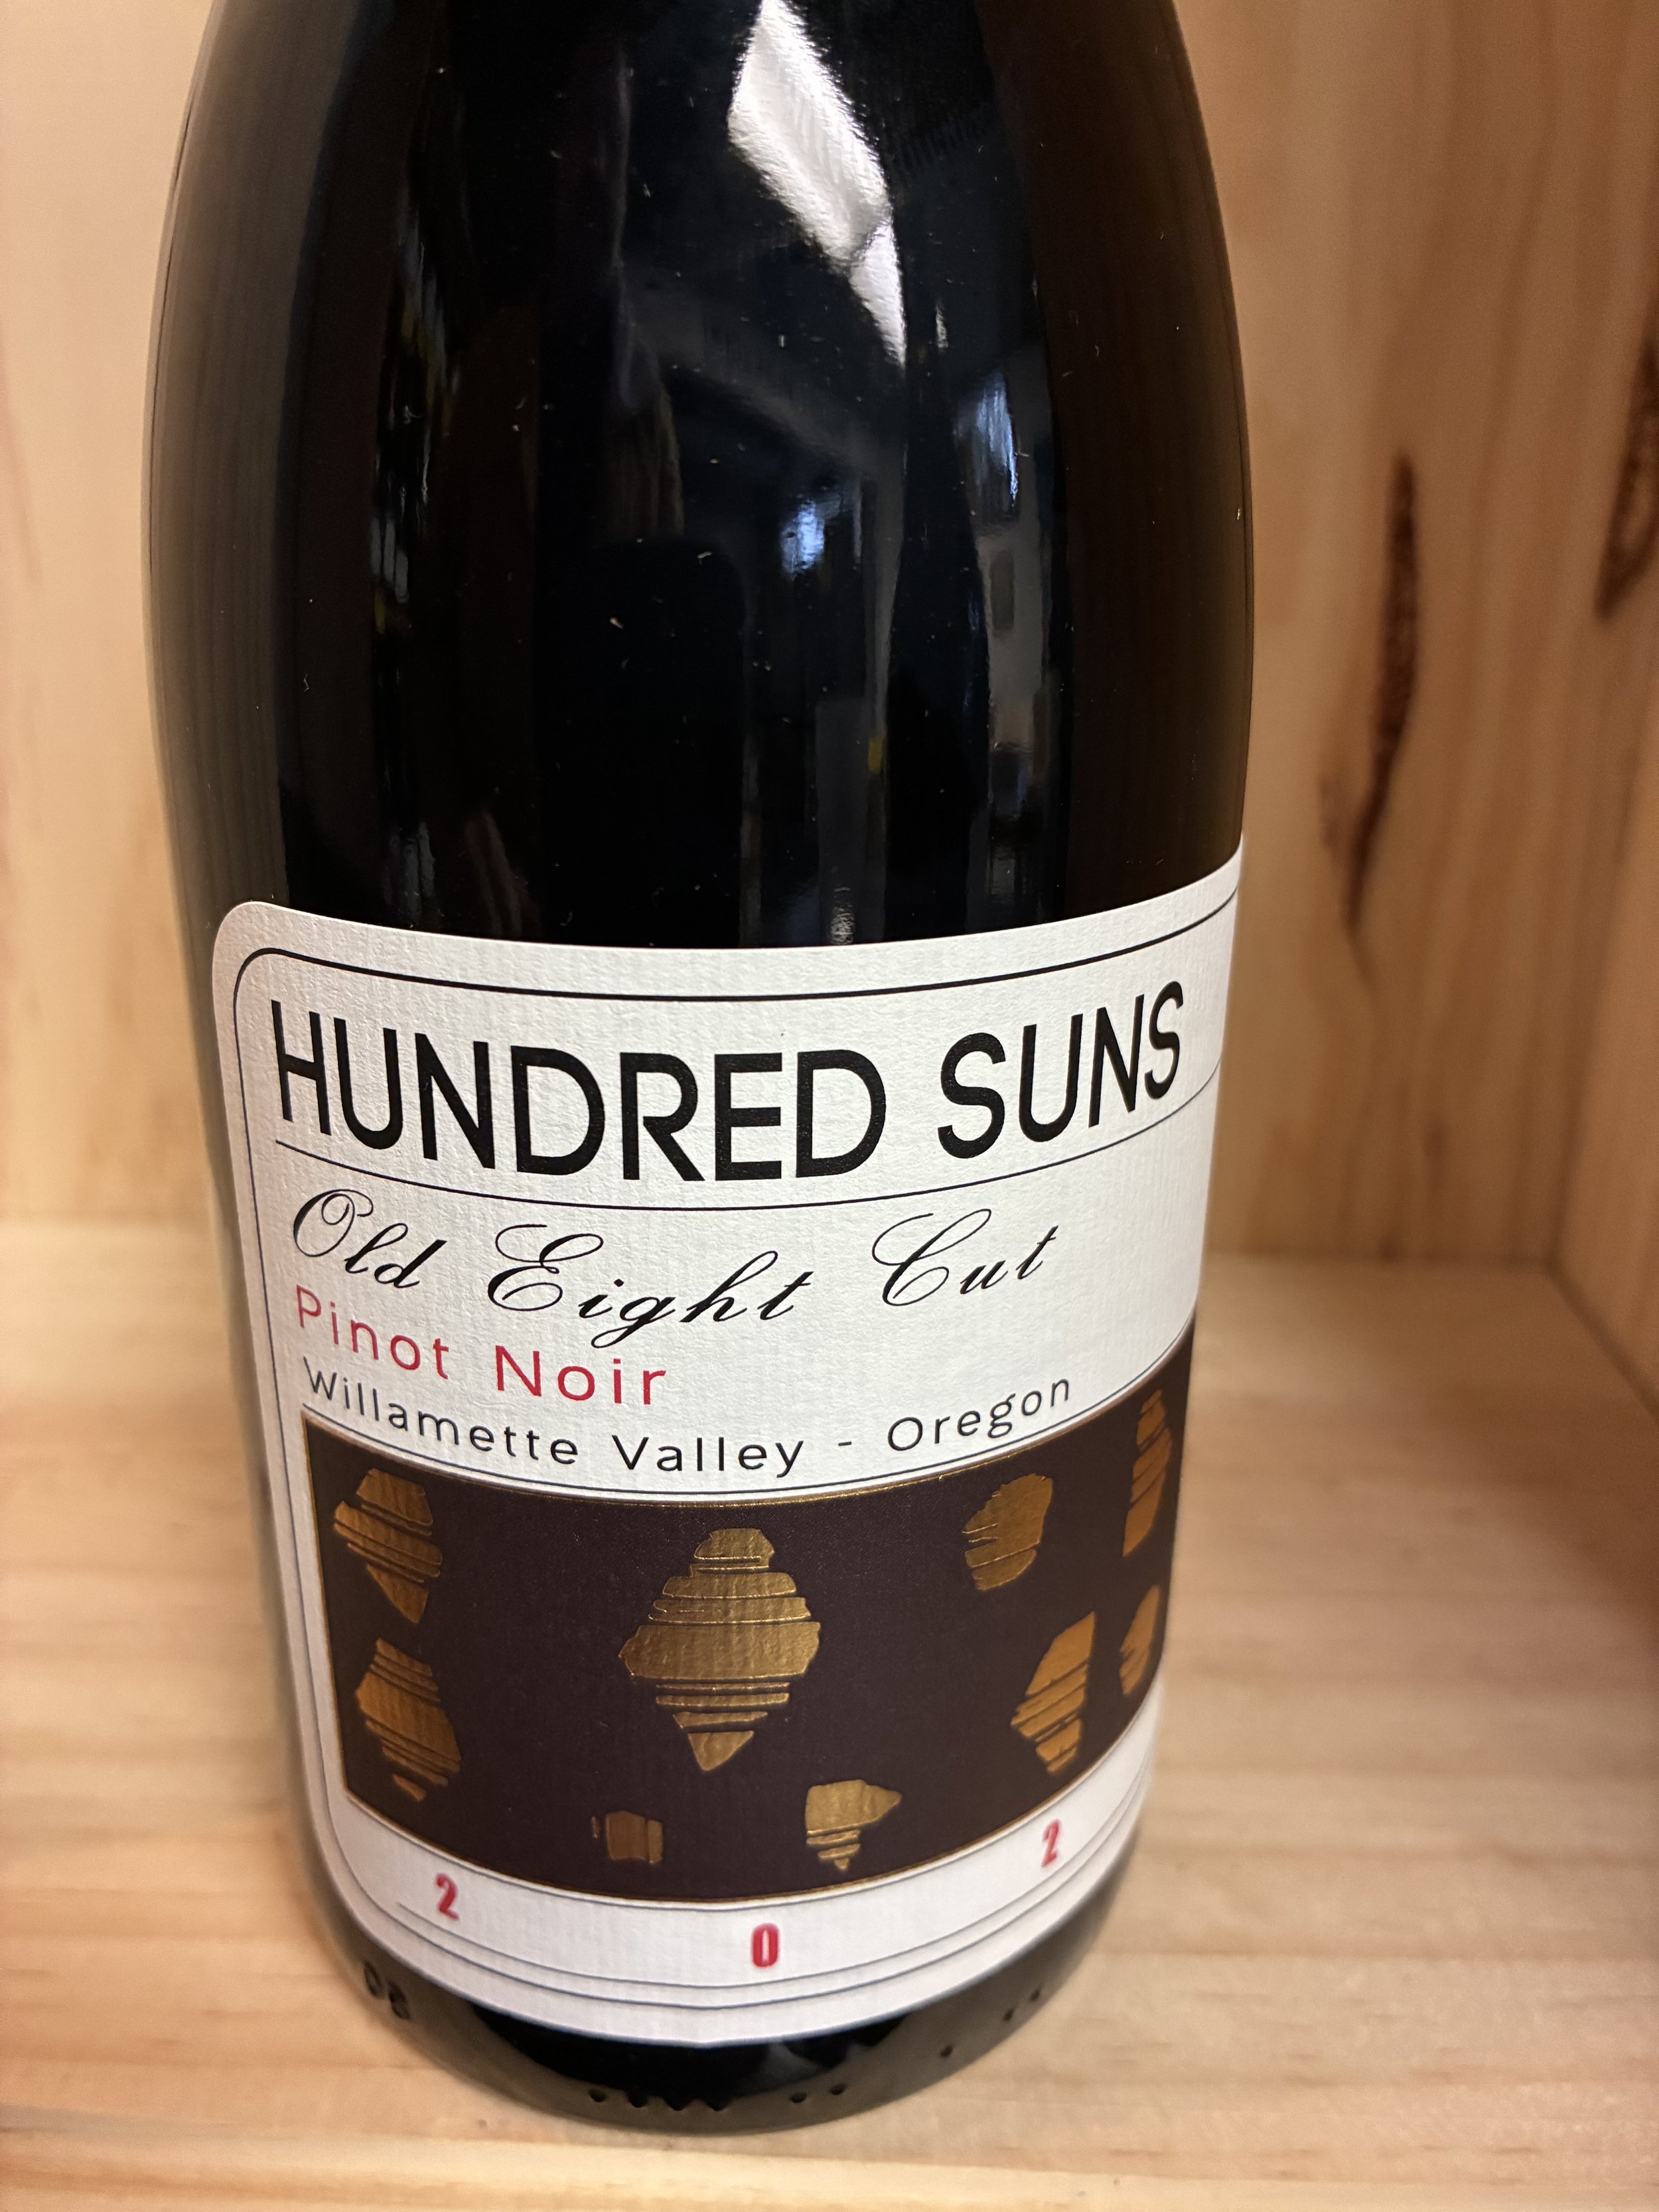 HUNDRED SUNS
Old Eight Cut
Pinot Noir
Willamette Valley - Oregon
2 0 2